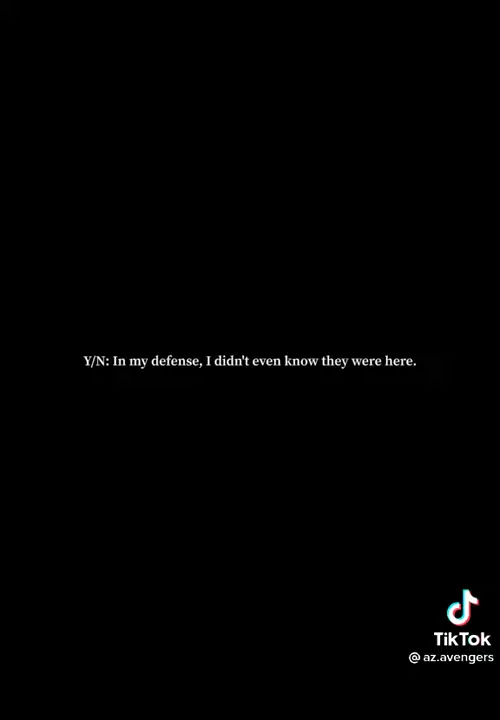 Y/N: In my defense, I didn't even know they were here.
TikTok
@ az.avengers